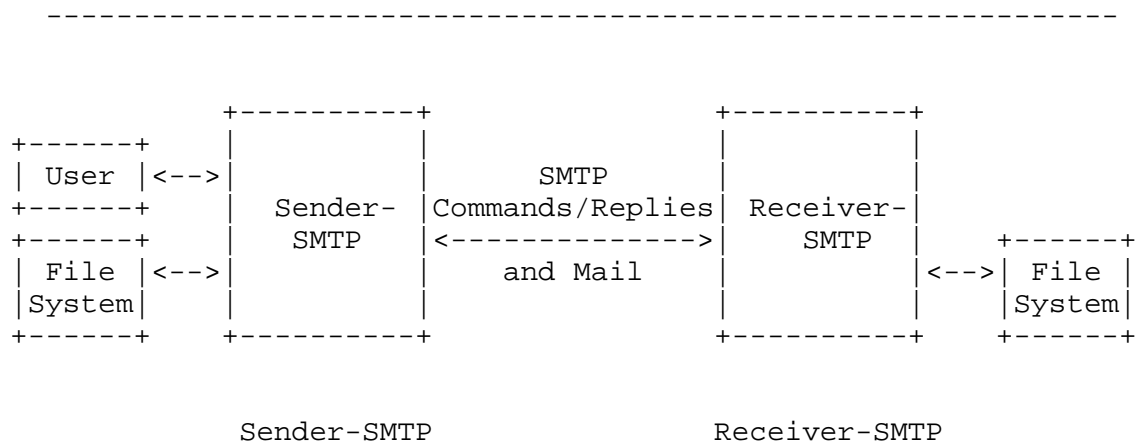 User
SMTP
Sender- Commands/Replies Receiver-
SMTP SMTP
File and Mail File
System System
Sender-SMTP Receiver-SMTP